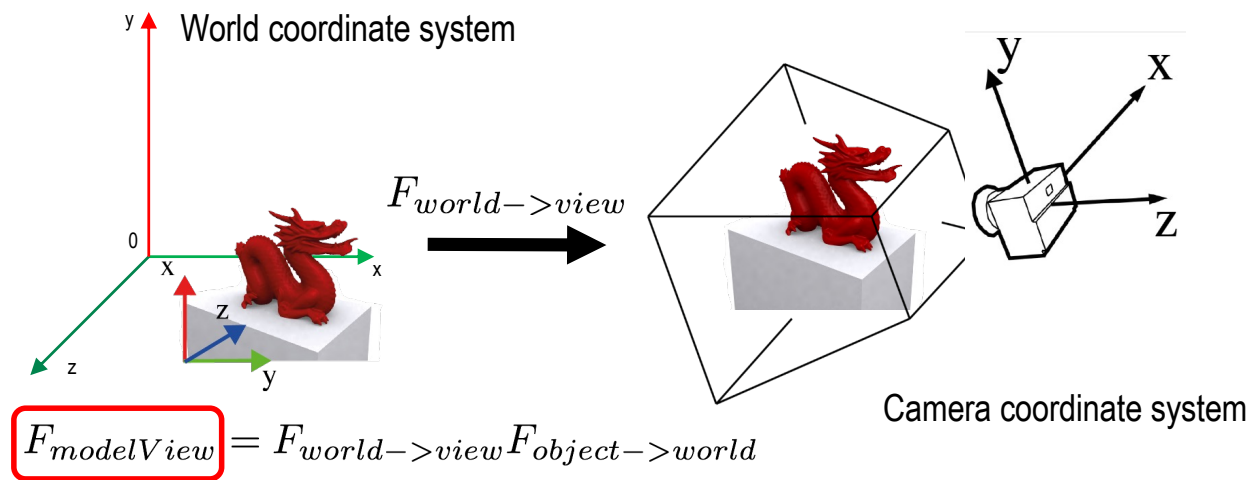 y
World coordinate system
y
x
F_{world->view}
0
x
x
z
z
z
y
Camera coordinate system
F_{modelView} = F_{world->view}F_{object->world}